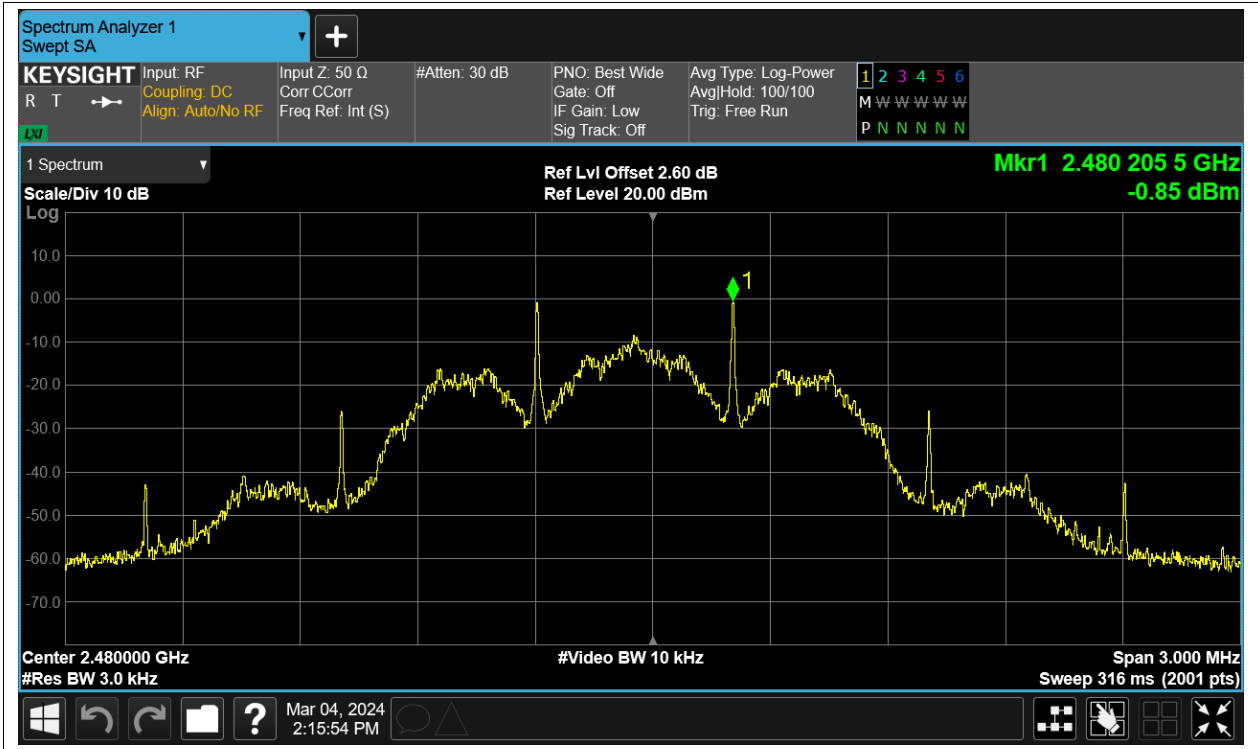 Spectrum Analyzer 1
Swept SA
+
KEYSIGHT
R T
LXI
Input: RF
Coupling: DC
Align: Auto/No RF
Input Z: 50 Ω
Corr CCorr
Freq Ref: Int (S)
#Atten: 30 dB
PNO: Best Wide
Gate: Off
IF Gain: Low
Sig Track: Off
Avg Type: Log-Power
Avg|Hold: 100/100
Trig: Free Run
1 2 3 4 5 6
M W W W W W
P N N N N N
1 Spectrum
Scale/Div 10 dB
Ref Lvl Offset 2.60 dB
Ref Level 20.00 dBm
Mkr1 2.480 205 5 GHz
-0.85 dBm
Log
10.0
0.00
-10.0
-20.0
-30.0
-40.0
-50.0
-60.0
-70.0
1
Center 2.480000 GHz
#Res BW 3.0 kHz
#Video BW 10 kHz
Span 3.000 MHz
Sweep 316 ms (2001 pts)
?
Mar 04, 2024
2:15:54 PM